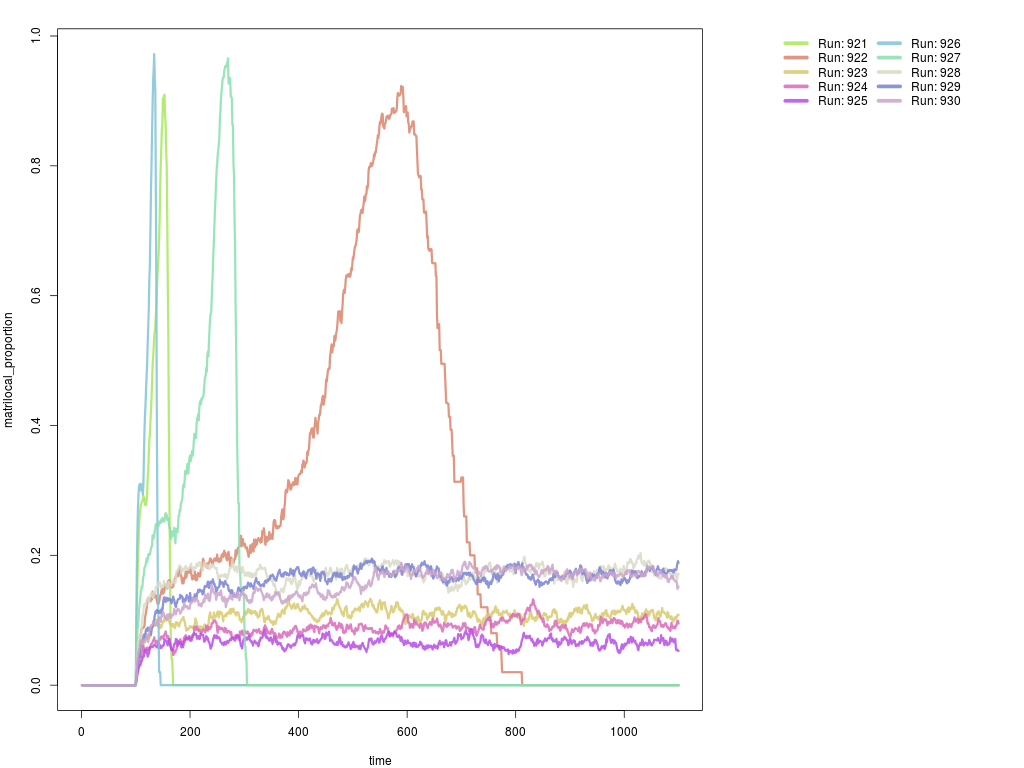 1.0
0.8
0.6
0.4
0.2
0.0
matrilocal_proportion
0 200 400 600 800 1000
time
Run: 921 Run: 926
Run: 922 Run: 927
Run: 923 Run: 928
Run: 924 Run: 929
Run: 925 Run: 930